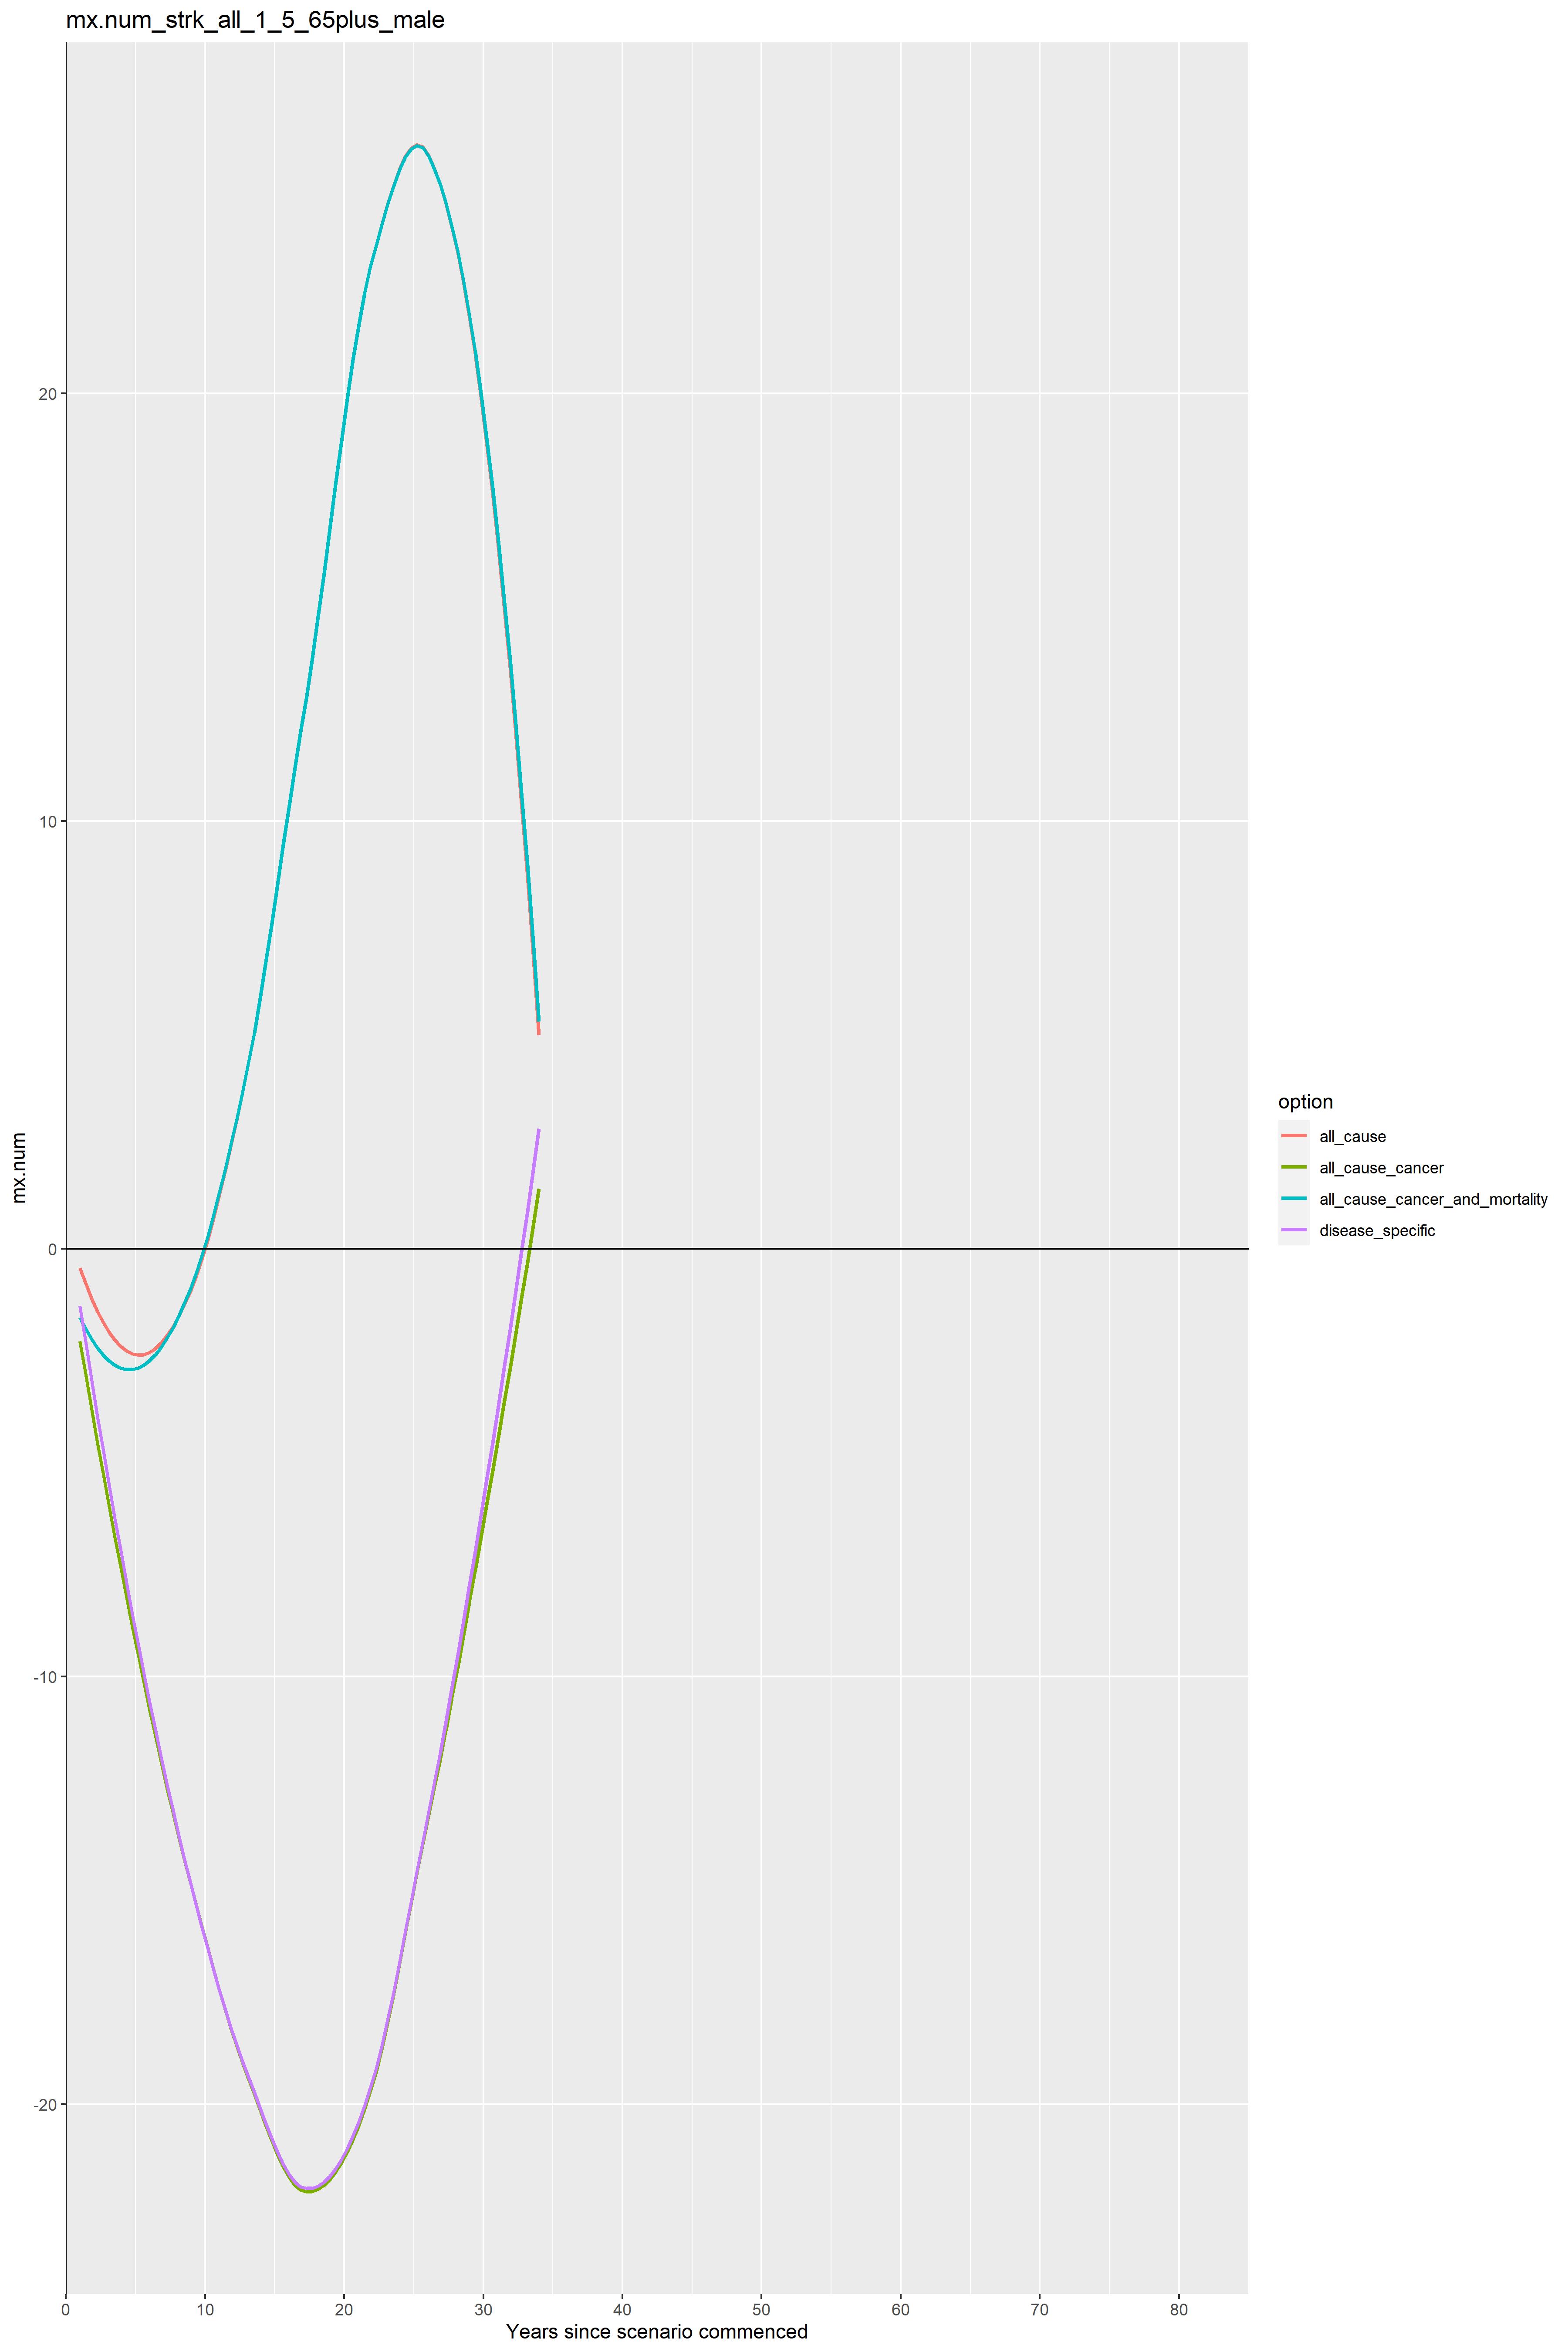 mx.num_strk_all_1_5_65plus_male
mx.num
20
10
0
-10
-20
0 10 20 30 40 50 60 70 80
Years since scenario commenced
option
all_cause
all_cause_cancer
all_cause_cancer_and_mortality
disease_specific